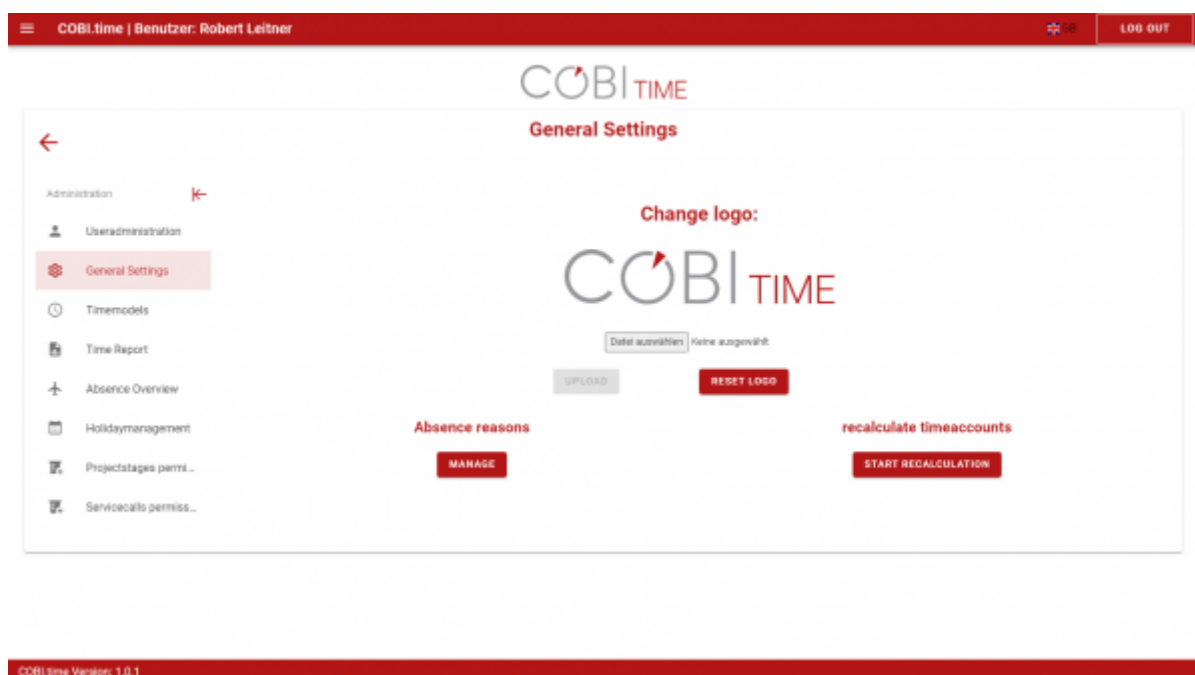 COBI.time | Benutzer: Robert Leitner
GB
LOG OUT
COBI TIME
General Settings
Administration
Useradministration
General Settings
Timemodels
Time Report
Absence Overview
Holidaymanagement
Projectstages permi...
Servicecalls permiss...
Change logo:
COBI TIME
Datei auswählen Keine ausgewählt
UPLOAD
RESET LOGO
Absence reasons
MANAGE
recalculate timeaccounts
START RECALCULATION
COBI.time Version: 1.0.1